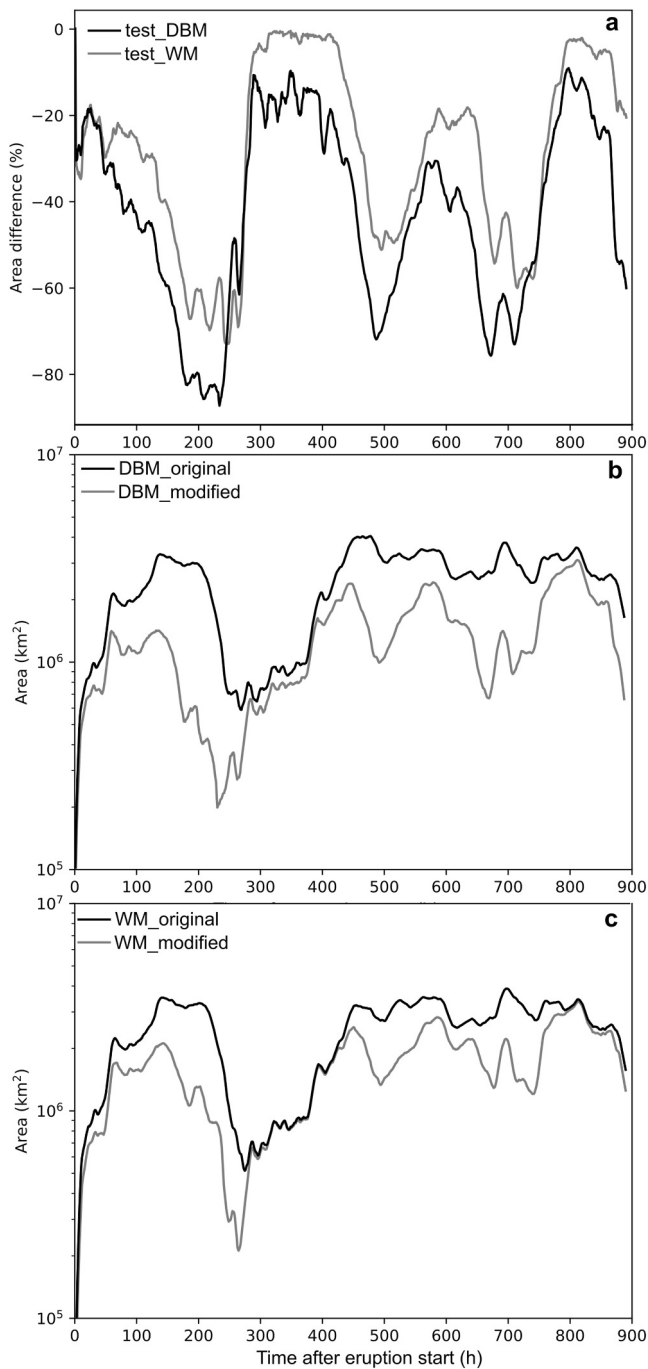 a
test_DBM
test_WM
Area difference (%)
0
−20
−40
−60
−80
0 100 200 300 400 500 600 700 800 900
b
DBM_original
DBM_modified
Area (km²)
10⁷
10⁶
10⁵
0 100 200 300 400 500 600 700 800 900
c
WM_original
WM_modified
Area (km²)
10⁷
10⁶
10⁵
0 100 200 300 400 500 600 700 800 900
Time after eruption start (h)